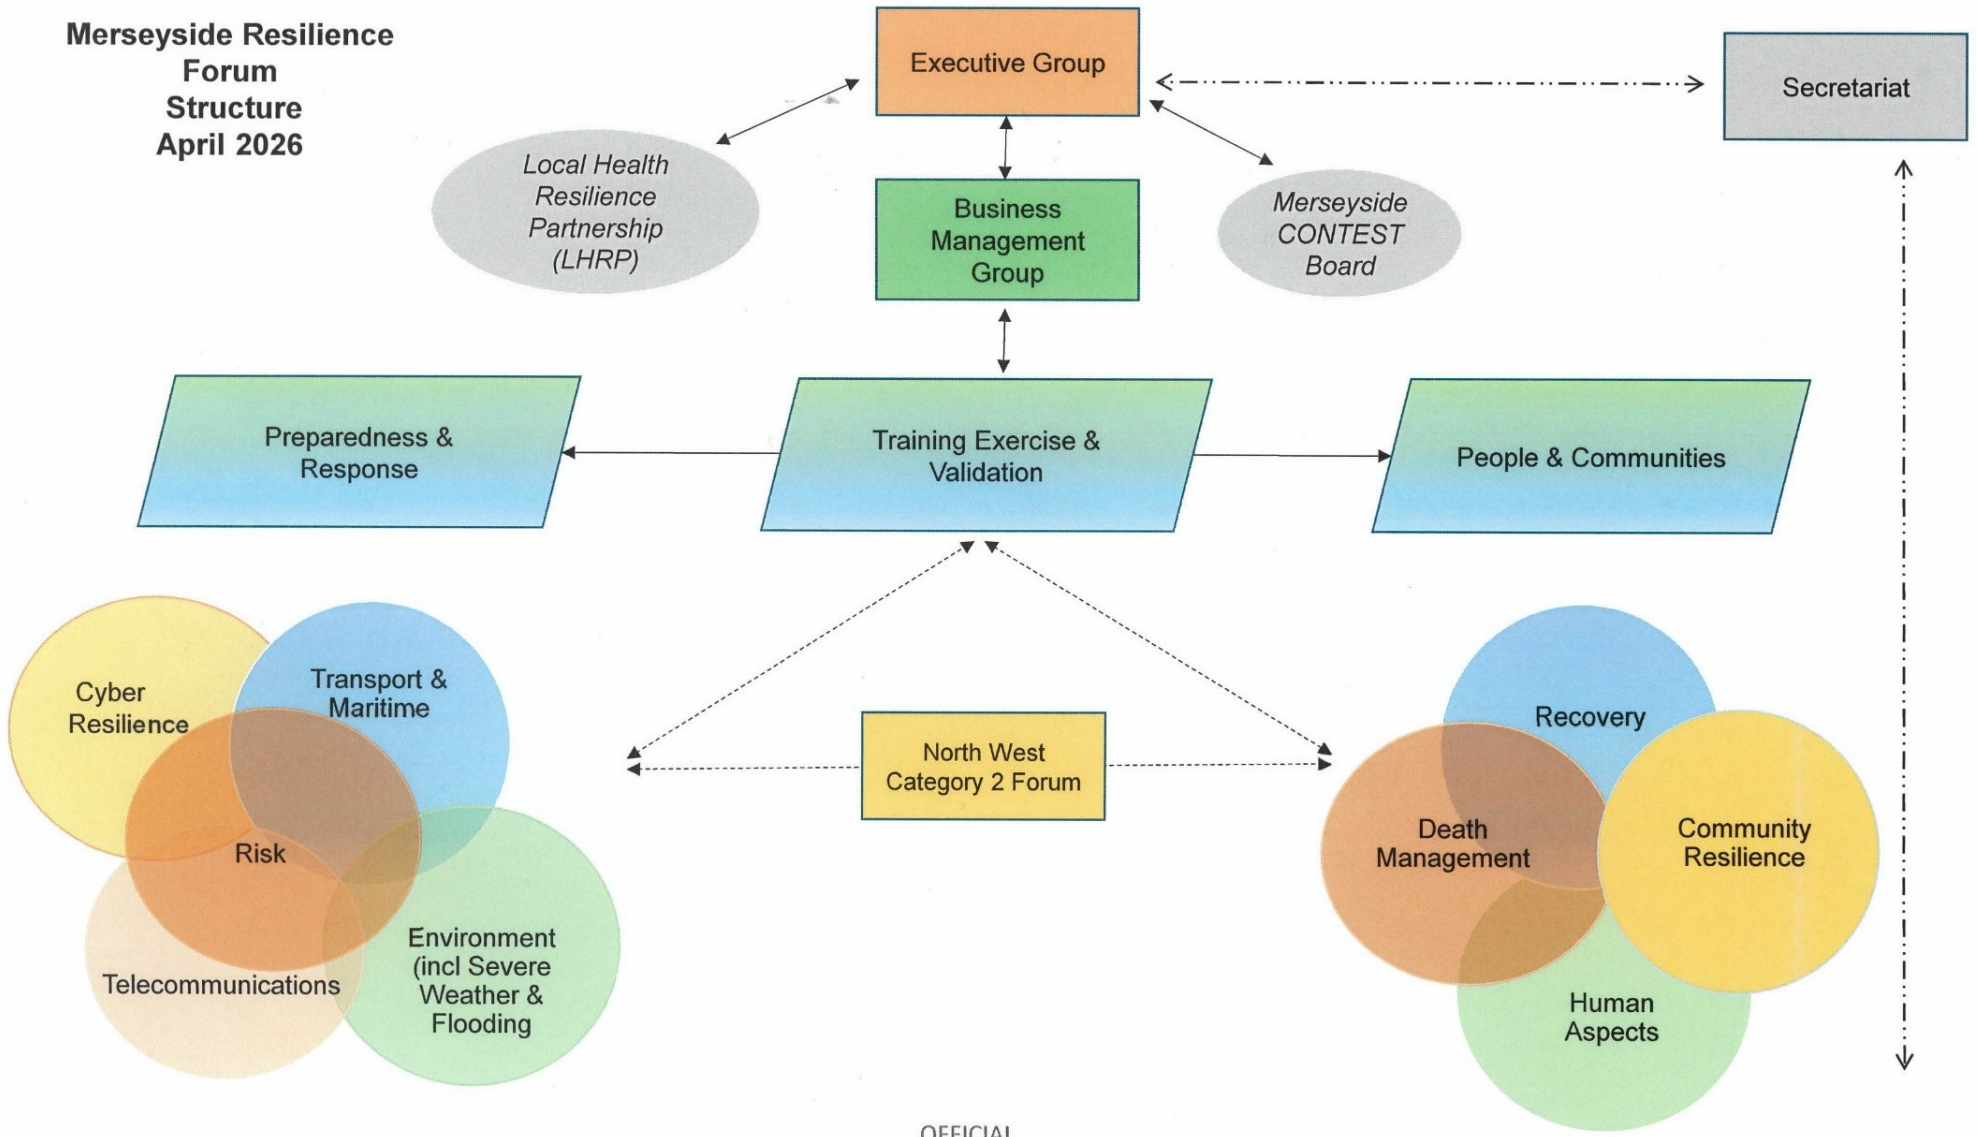 Merseyside Resilience
Forum
Structure
April 2026
Executive Group
Secretariat
Local Health
Resilience
Partnership
(LHRP)
Business
Management
Group
Merseyside
CONTEST
Board
Preparedness &
Response
Training Exercise &
Validation
People & Communities
Cyber
Resilience
Transport &
Maritime
Risk
Telecommunications
Environment
(incl Severe
Weather &
Flooding
North West
Category 2 Forum
Recovery
Death
Management
Community
Resilience
Human
Aspects
OFFICIAL